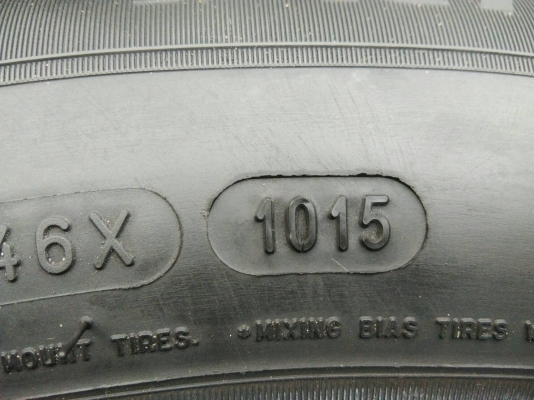 46X 1015
MOUNT TIRES. *MIXING BIAS TIRES